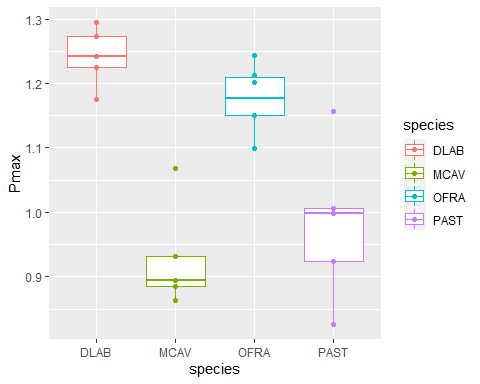 1.3
1.2
1.1
1.0
0.9
Pmax
DLAB MCAV OFRA PAST
species
species
DLAB
MCAV
OFRA
PAST